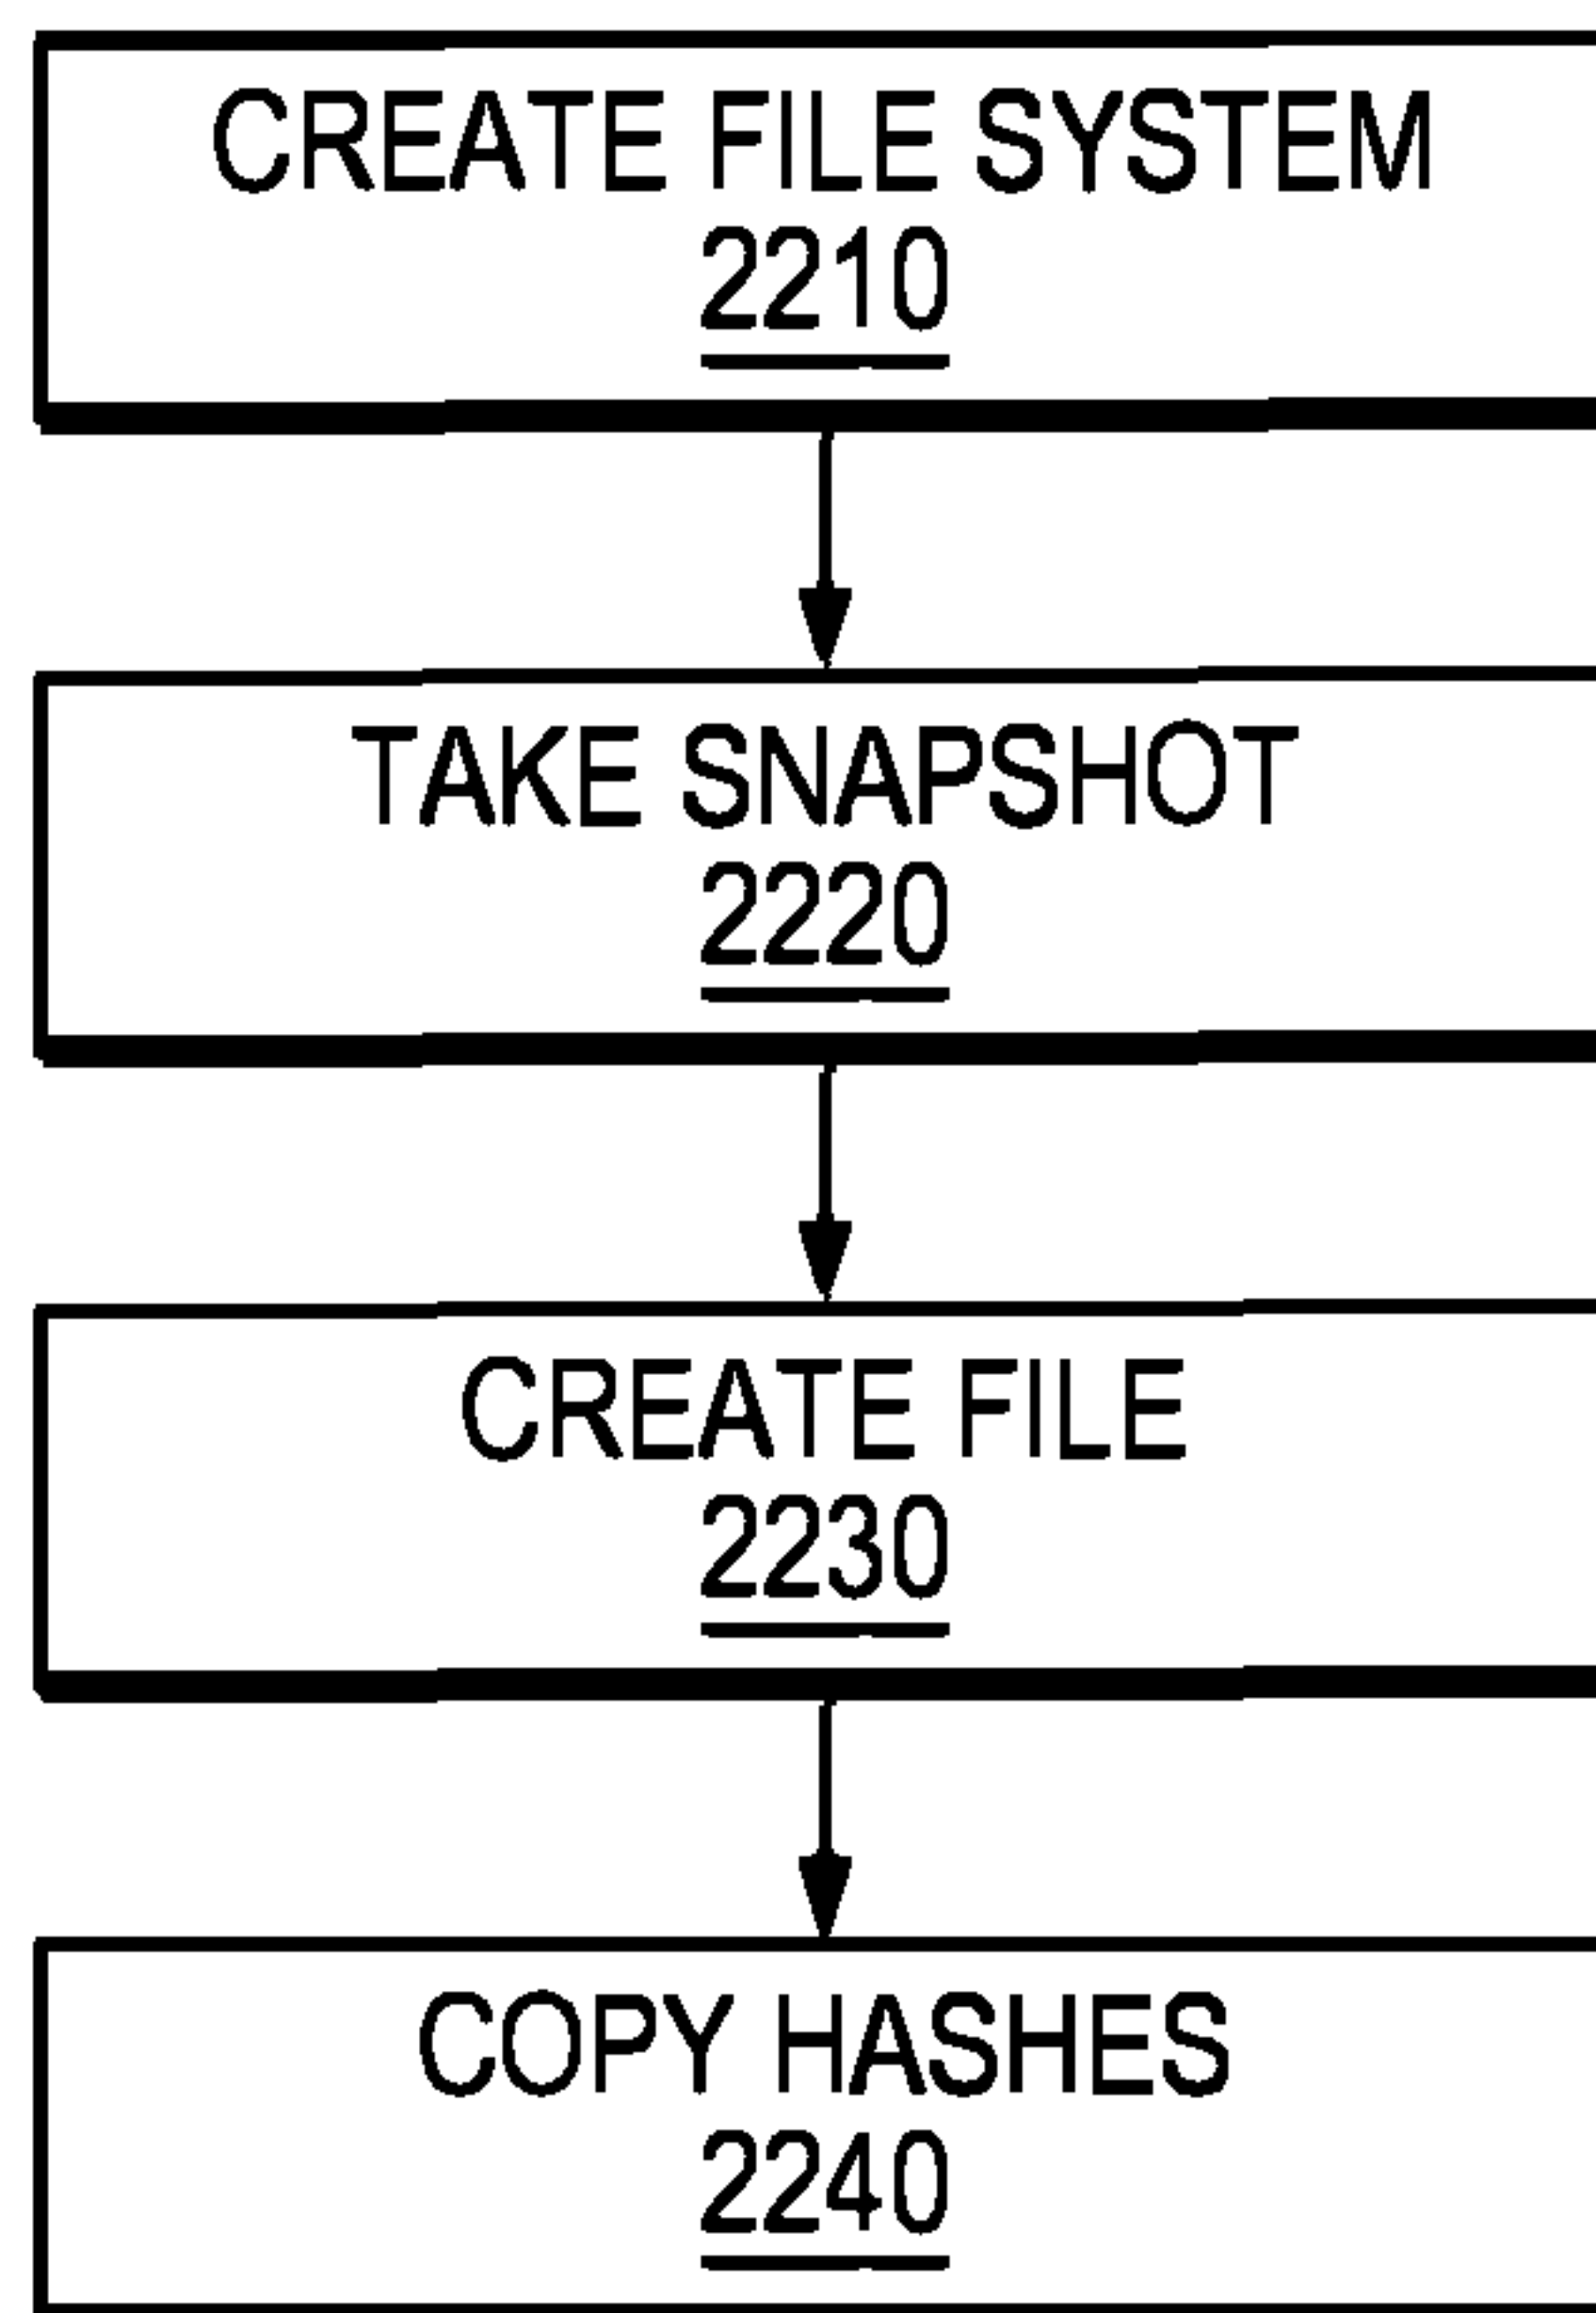 CREATE FILE SYSTEM
2210
TAKE SNAPSHOT
2220
CREATE FILE
2230
COPY HASHES
2240